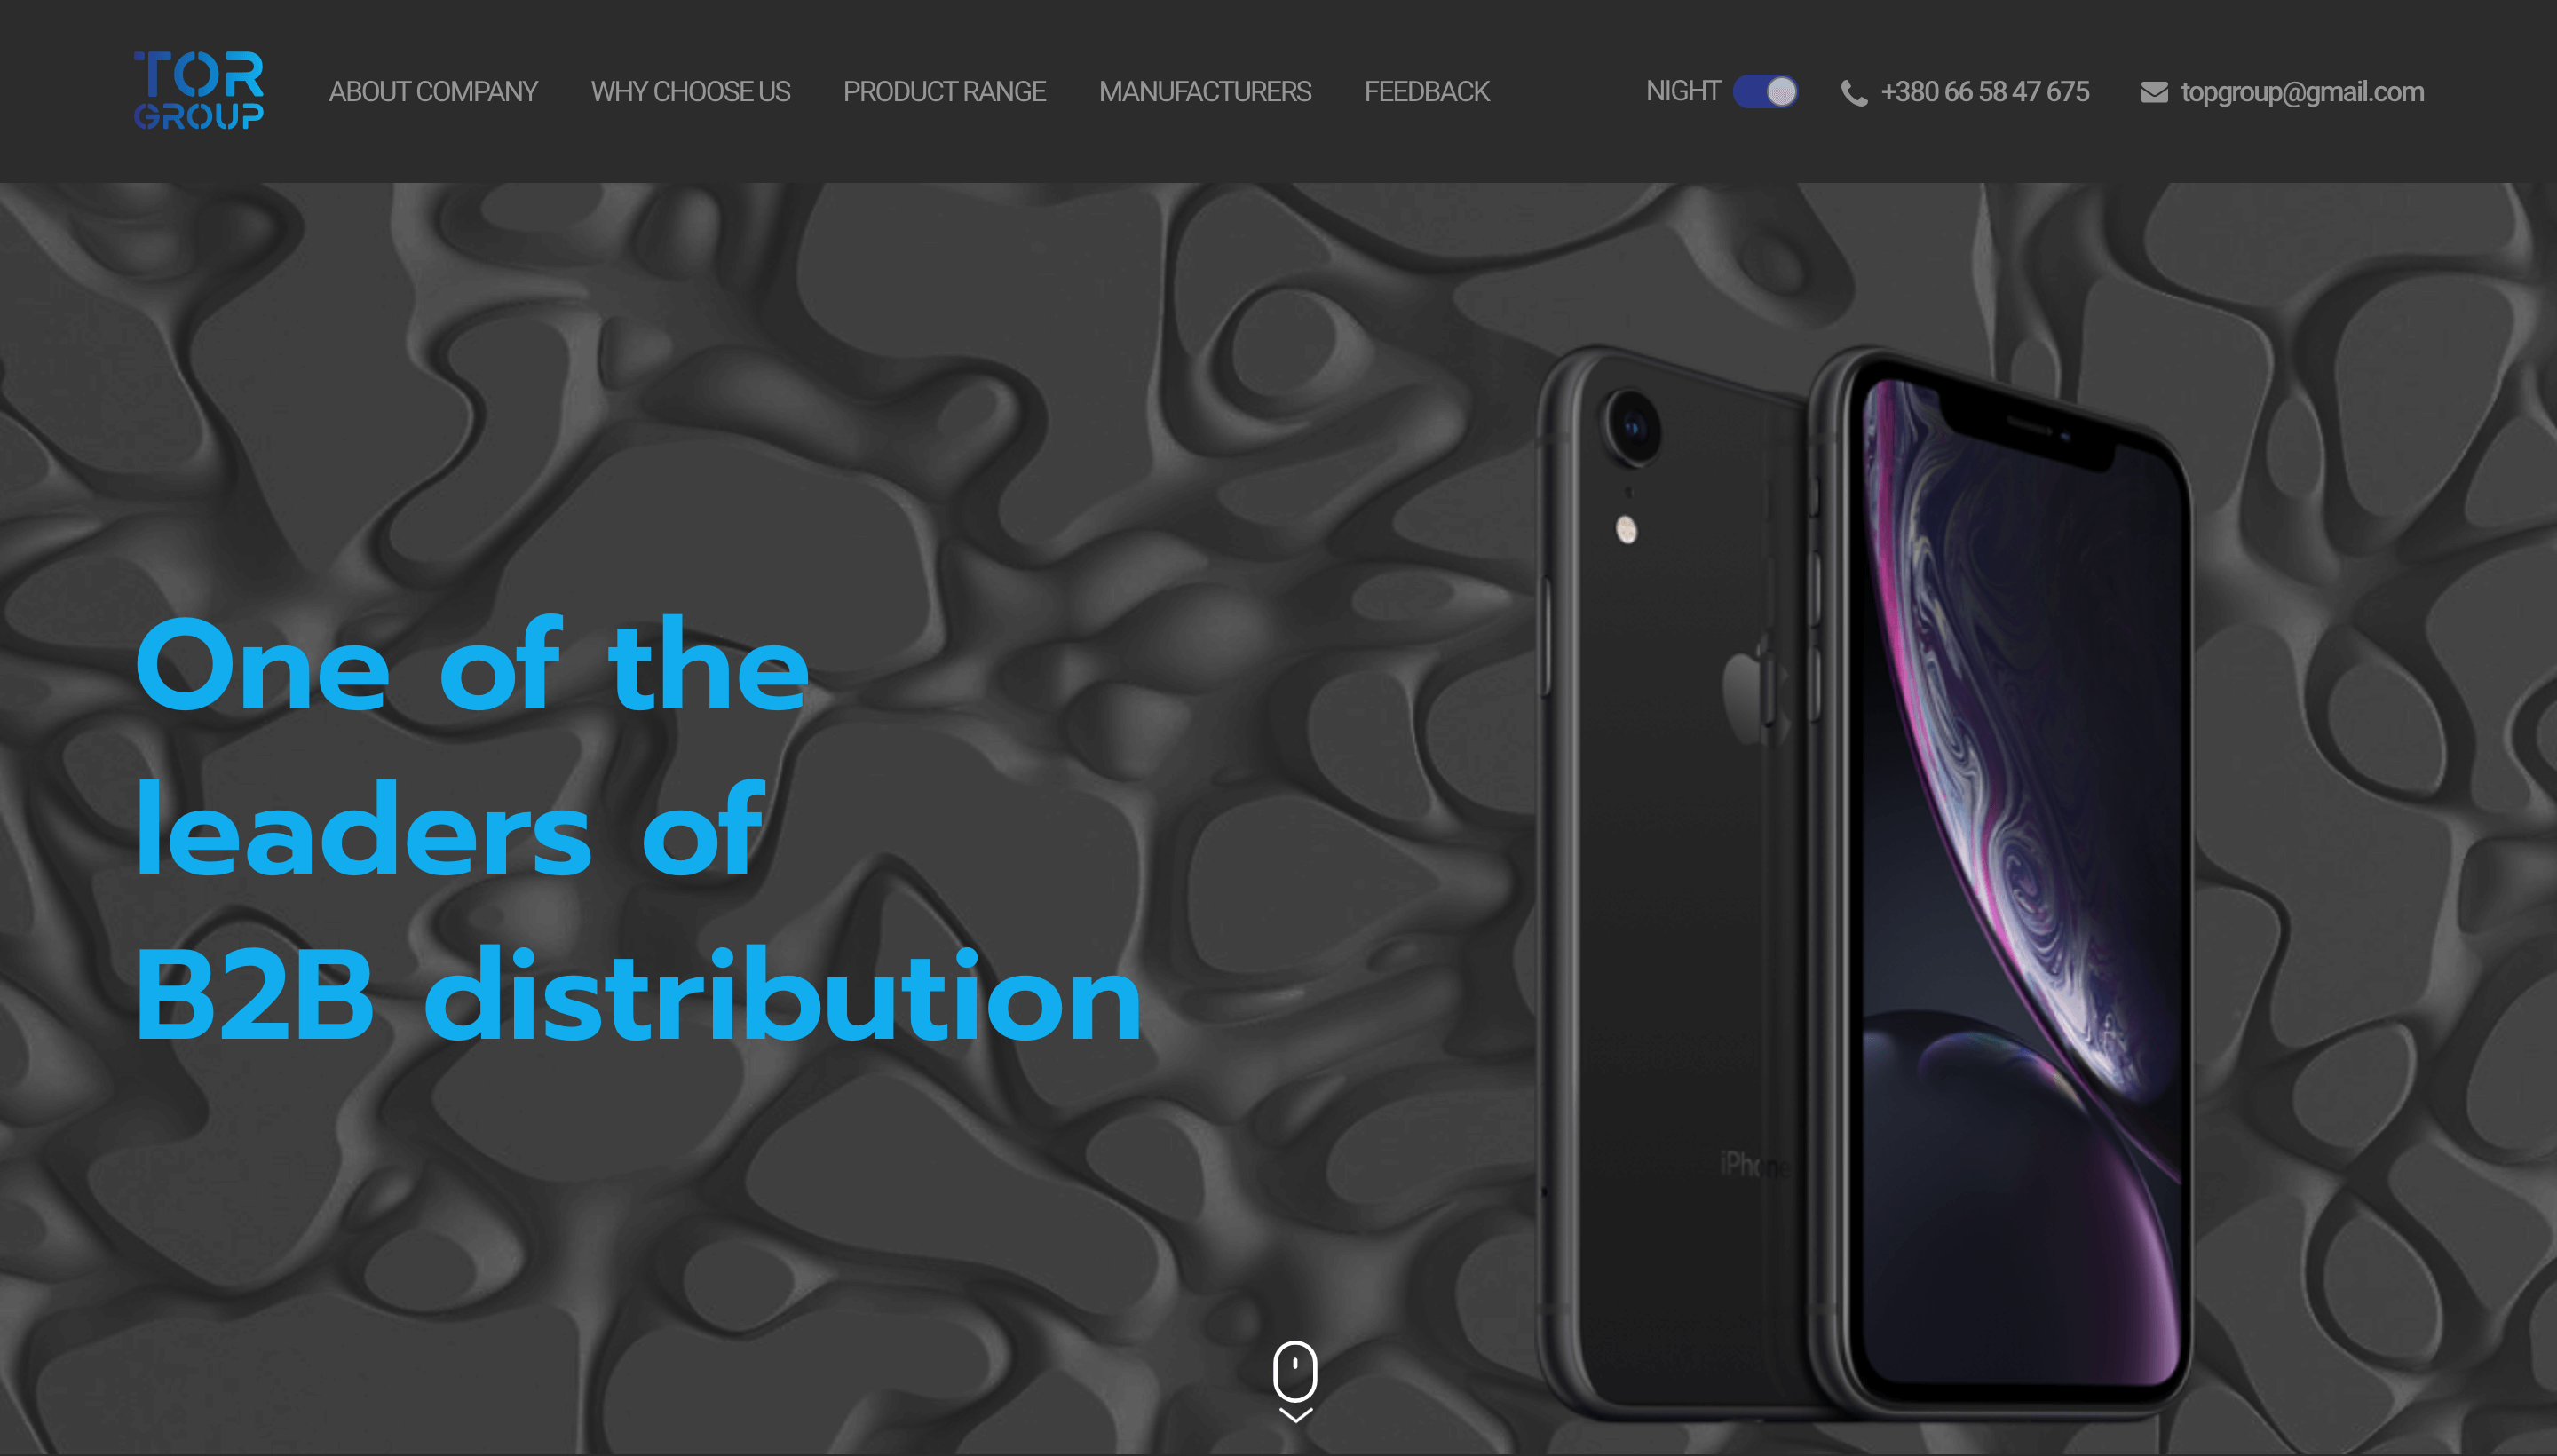 TOR
GROUP
ABOUT COMPANY WHY CHOOSE US PRODUCT RANGE MANUFACTURERS FEEDBACK NIGHT +380 66 58 47 675 topgroup@gmail.com
One of the
leaders of
B2B distribution
iPhone